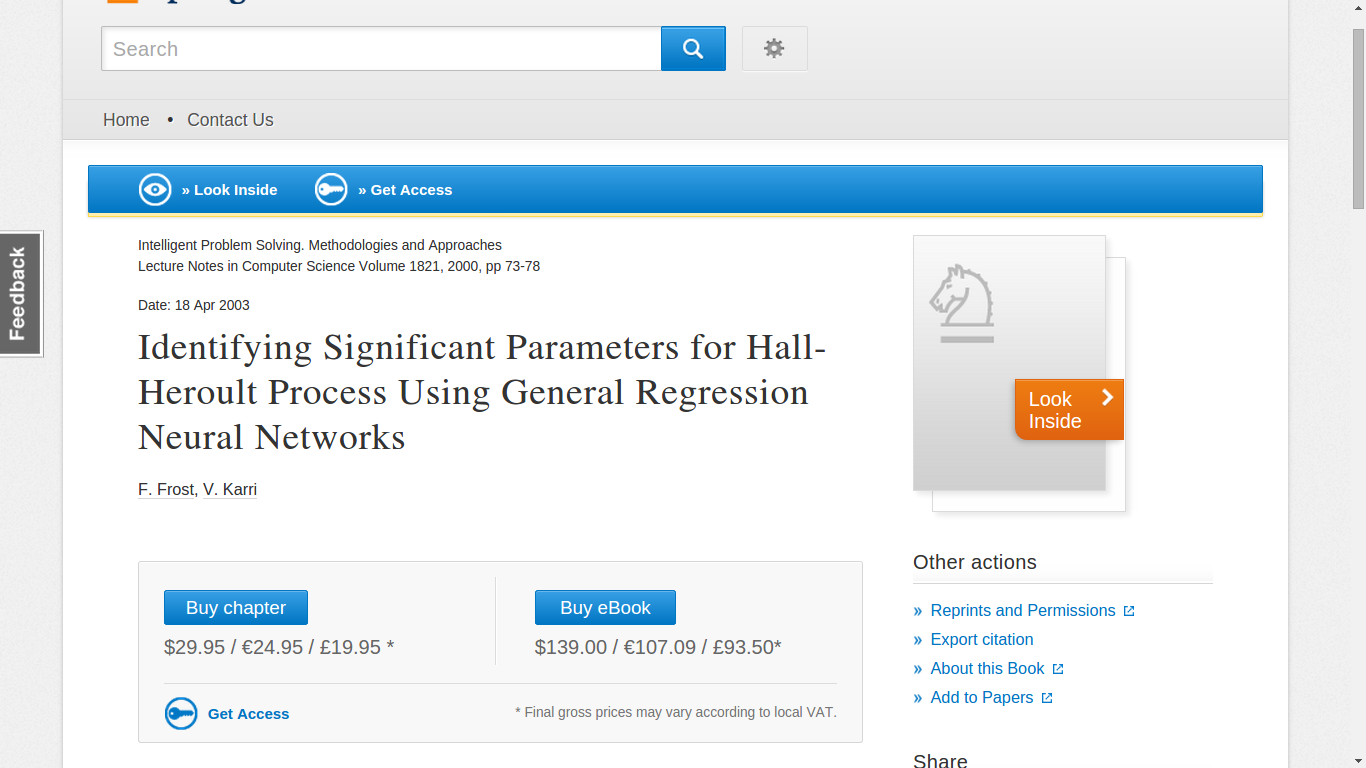 Search
Home • Contact Us
» Look Inside » Get Access
Feedback
Intelligent Problem Solving. Methodologies and Approaches
Lecture Notes in Computer Science Volume 1821, 2000, pp 73-78
Date: 18 Apr 2003
Identifying Significant Parameters for Hall-
Heroult Process Using General Regression
Neural Networks
F. Frost, V. Karri
Look
Inside
Buy chapter
$29.95 / €24.95 / £19.95 *
Buy eBook
$139.00 / €107.09 / £93.50*
Get Access
* Final gross prices may vary according to local VAT.
Other actions
» Reprints and Permissions
» Export citation
» About this Book
» Add to Papers
Share